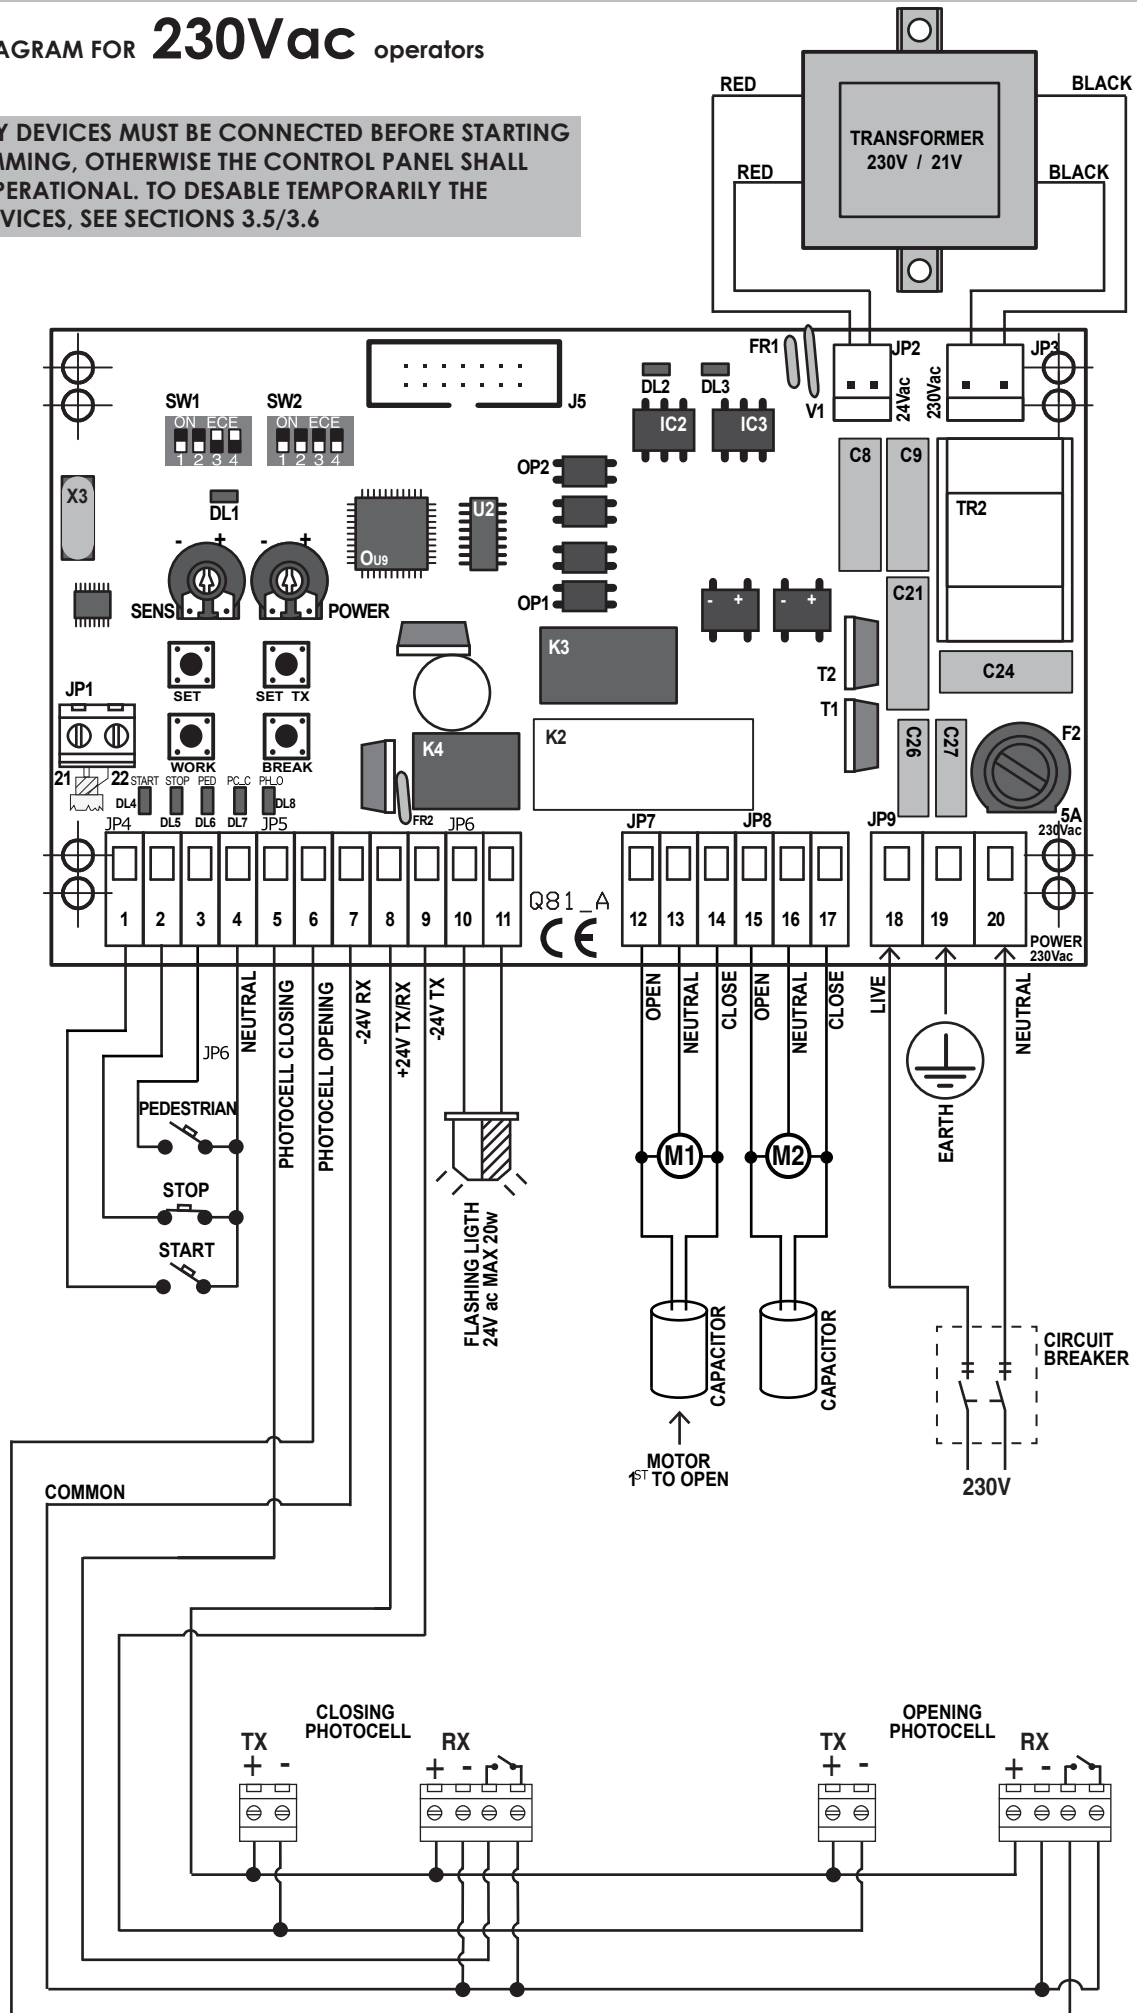 AGRAM FOR 230Vac operators
Y DEVICES MUST BE CONNECTED BEFORE STARTING
MMING, OTHERWISE THE CONTROL PANEL SHALL
PERATIONAL. TO DESABLE TEMPORARILY THE
VICES, SEE SECTIONS 3.5/3.6
RED
BLACK
TRANSFORMER
230V / 21V
RED
BLACK
FR1
JP2
JP3
SW1
SW2
ON ECE
1 2 3 4
ON ECE
1 2 3 4
J5
DL2
DL3
V1
24Vac
230Vac
IC2
IC3
X3
DL1
OP2
U2
C8
C9
TR2
- +
- +
OU9
SENS
POWER
OP1
C21
- +
- +
K3
T2
C24
SET
SET TX
JP1
T1
K4
K2
C26
C27
F2
WORK
BREAK
21
22
START STOP PED PC_C PH_O
DL4
DL5
DL6
DL7
DL8
FR2
5A
230Vac
JP4
JP5
JP6
JP7
JP8
JP9
1 2 3 4 5 6 7 8 9 10 11
Q81_A
CE
12 13 14 15 16 17
18 19 20
POWER
230Vac
NEUTRAL
PHOTOCELL CLOSING
PHOTOCELL OPENING
-24V RX
+24V TX/RX
-24V TX
OPEN
NEUTRAL
CLOSE
OPEN
NEUTRAL
CLOSE
LIVE
EARTH
NEUTRAL
JP6
PEDESTRIAN
STOP
START
M1
M2
FLASHING LIGTH
24V ac MAX 20w
CAPACITOR
CAPACITOR
CIRCUIT
BREAKER
MOTOR
1ST TO OPEN
230V
COMMON
CLOSING
PHOTOCELL
OPENING
PHOTOCELL
TX
RX
TX
RX
+ -
+ -
+ -
+ -